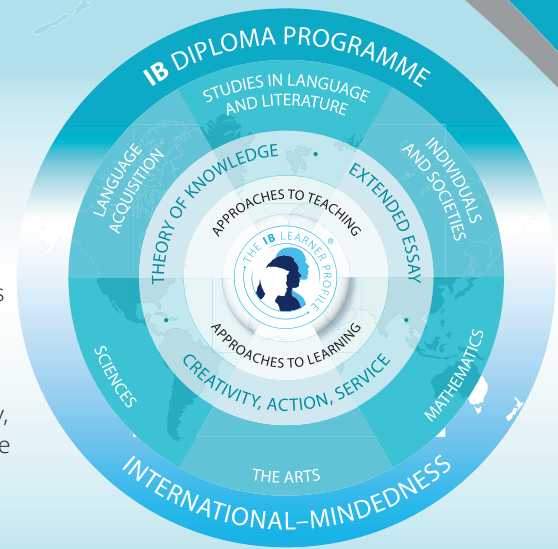 IB DIPLOMA PROGRAMME
STUDIES IN LANGUAGE
AND LITERATURE
LANGUAGE
ACQUISITION
INDIVIDUALS
AND SOCIETIES
THEORY OF KNOWLEDGE
EXTENDED ESSAY
APPROACHES TO TEACHING
THE IB LEARNER PROFILE ®
APPROACHES TO LEARNING
CREATIVITY, ACTION, SERVICE
SCIENCES
MATHEMATICS
THE ARTS
INTERNATIONAL–MINDEDNESS